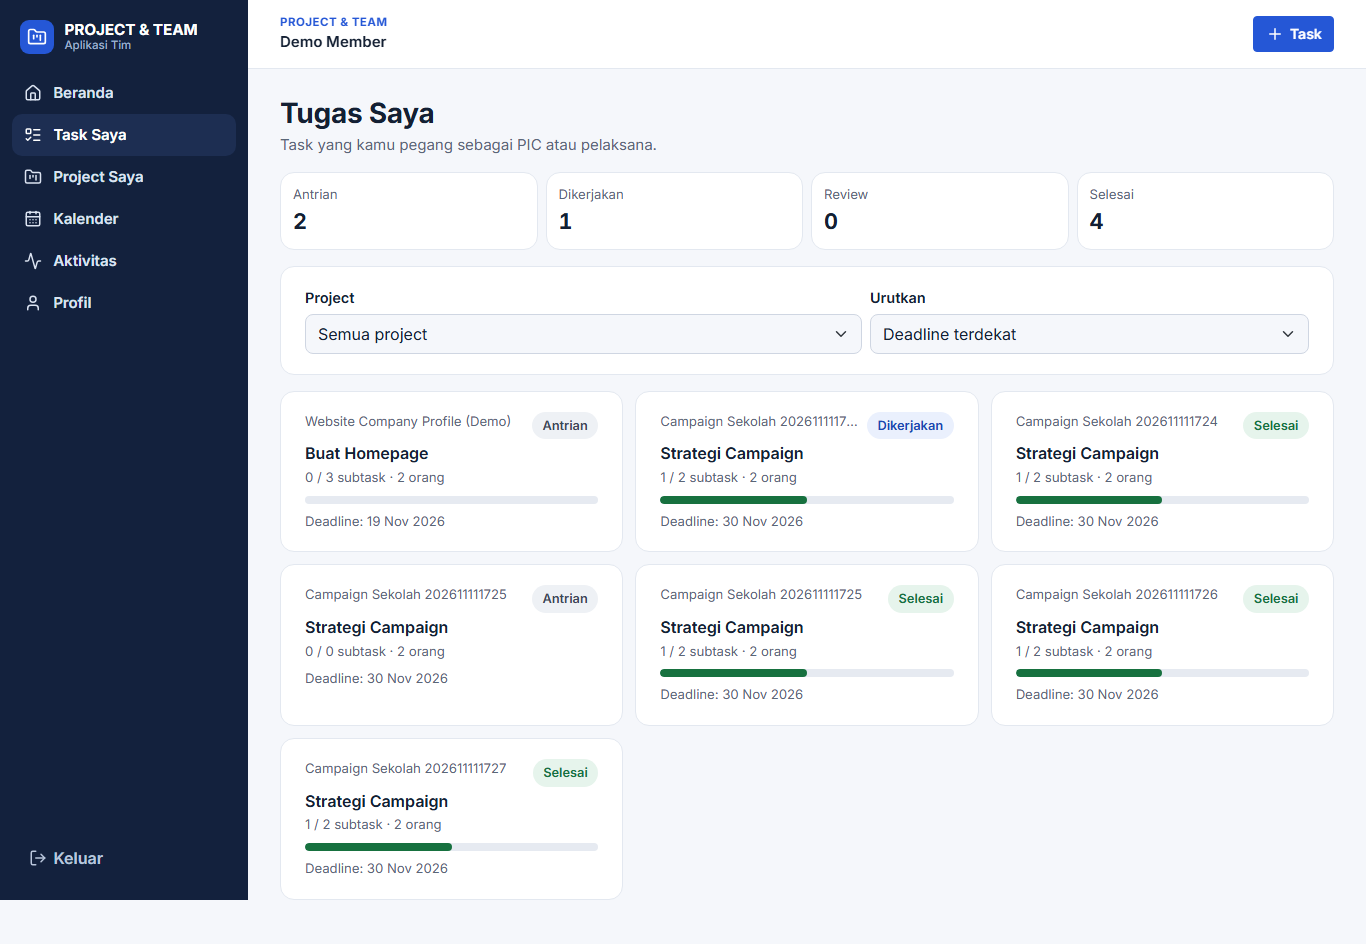 PROJECT & TEAM
Aplikasi Tim
Beranda
Task Saya
Project Saya
Kalender
Aktivitas
Profil
Keluar
PROJECT & TEAM
Demo Member
+ Task
Tugas Saya
Task yang kamu pegang sebagai PIC atau pelaksana.
Antrian
2
Dikerjakan
1
Review
0
Selesai
4
Project
Semua project
Urutkan
Deadline terdekat
Website Company Profile (Demo)
Antrian
Buat Homepage
0 / 3 subtask · 2 orang
Deadline: 19 Nov 2026
Campaign Sekolah 2026111117...
Dikerjakan
Strategi Campaign
1 / 2 subtask · 2 orang
Deadline: 30 Nov 2026
Campaign Sekolah 202611111724
Selesai
Strategi Campaign
1 / 2 subtask · 2 orang
Deadline: 30 Nov 2026
Campaign Sekolah 202611111725
Antrian
Strategi Campaign
0 / 0 subtask · 2 orang
Deadline: 30 Nov 2026
Campaign Sekolah 202611111725
Selesai
Strategi Campaign
1 / 2 subtask · 2 orang
Deadline: 30 Nov 2026
Campaign Sekolah 202611111726
Selesai
Strategi Campaign
1 / 2 subtask · 2 orang
Deadline: 30 Nov 2026
Campaign Sekolah 202611111727
Selesai
Strategi Campaign
1 / 2 subtask · 2 orang
Deadline: 30 Nov 2026